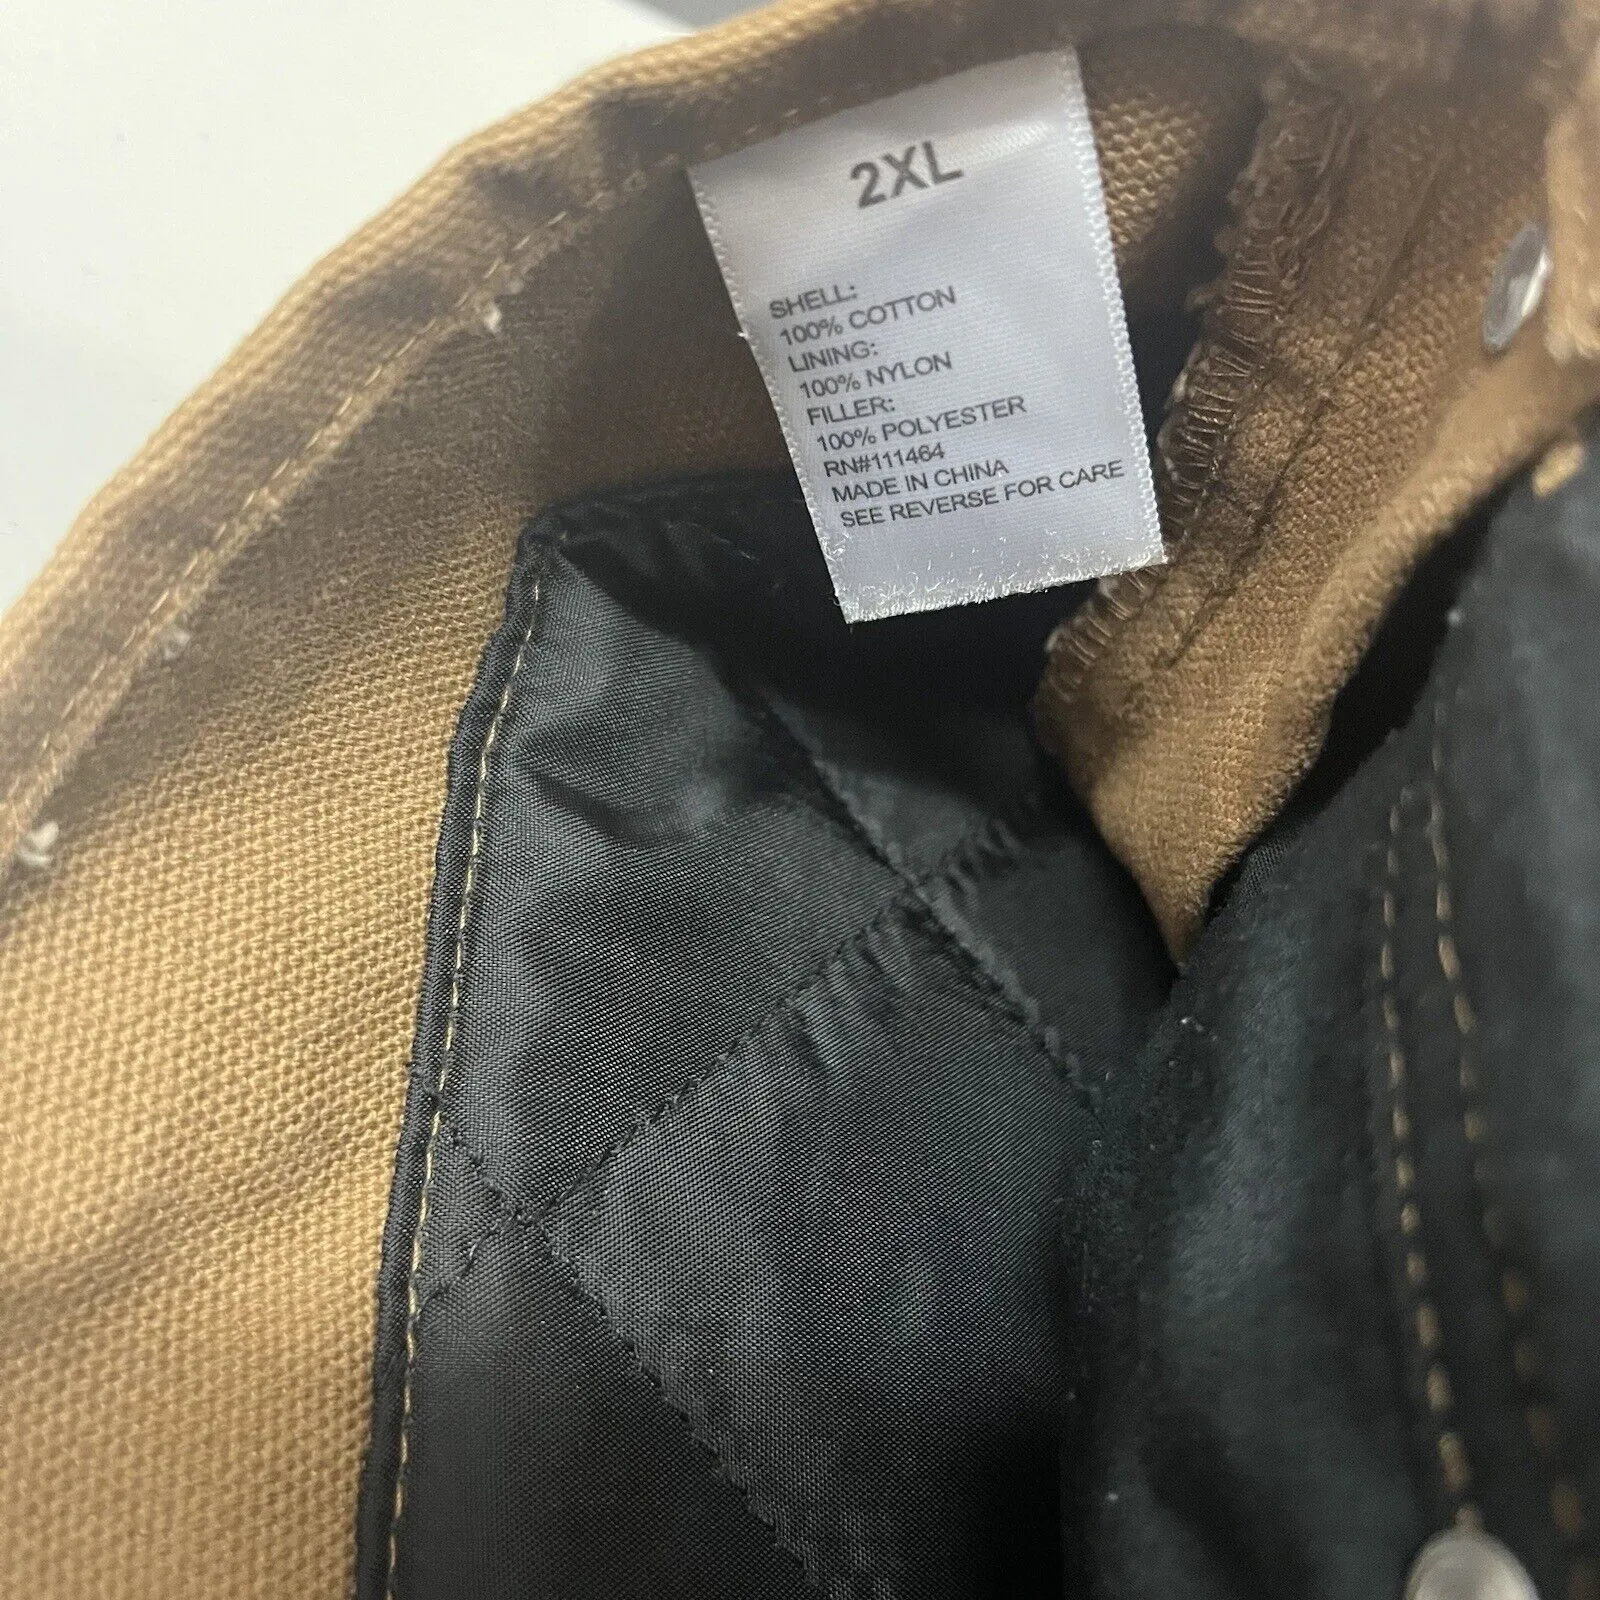 2XL
SHELL:
100% COTTON
LINING:
100% NYLON
FILLER:
100% POLYESTER
RN#111464
MADE IN CHINA
SEE REVERSE FOR CARE